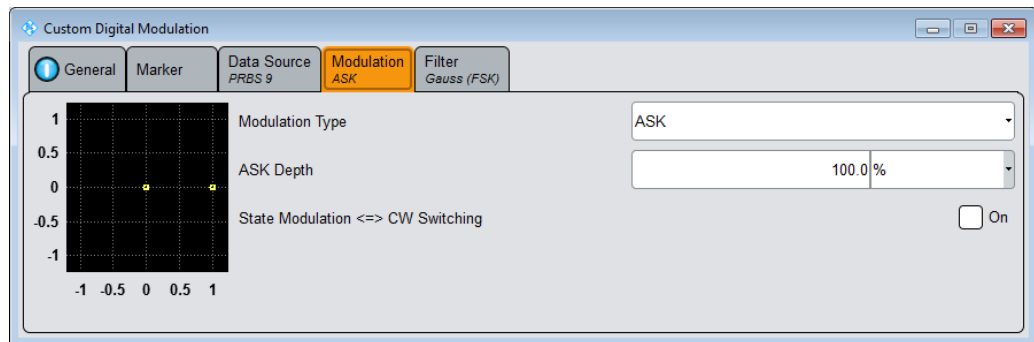 Custom Digital Modulation
General
Marker
Data Source
PRBS 9
Modulation
ASK
Filter
Gauss (FSK)
1
0.5
0
-0.5
-1
-1 -0.5 0 0.5 1
Modulation Type
ASK
ASK Depth
100.0 %
State Modulation <=> CW Switching
On